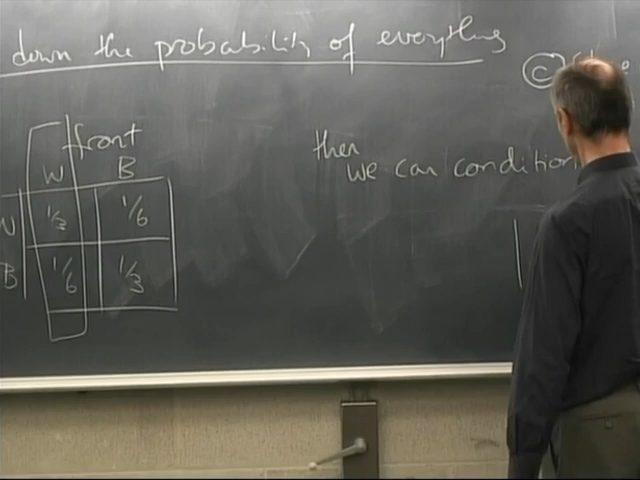 down the probability of everything
©
front
W B
then
we can condition
W 1/3 1/6
B 1/6 1/3